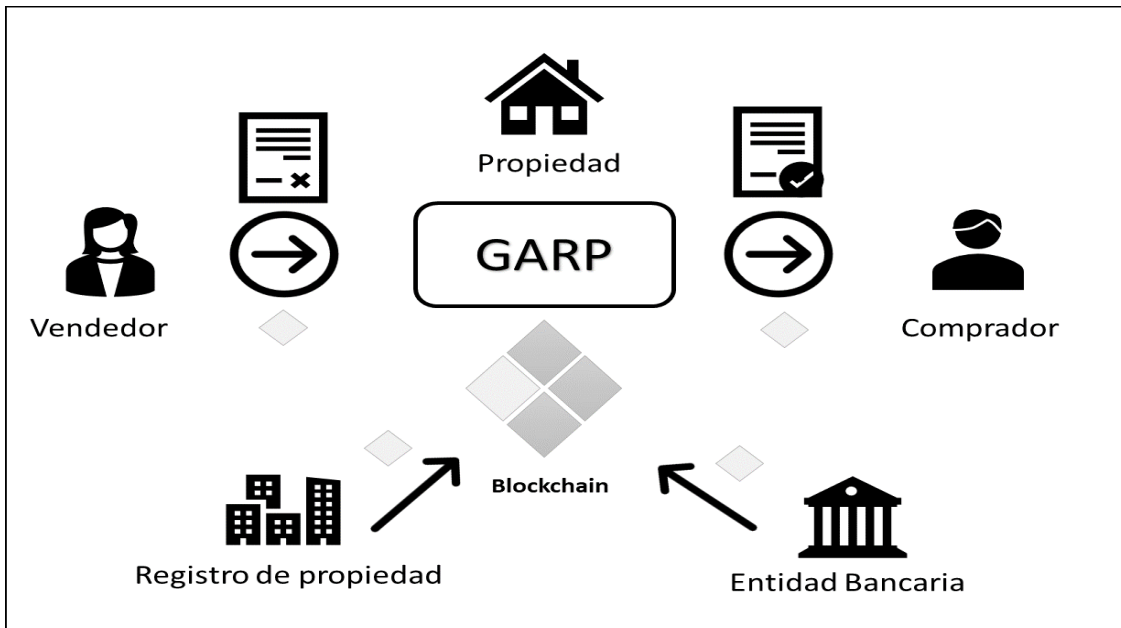 Propiedad
GARP
Vendedor
Comprador
Blockchain
Registro de propiedad
Entidad Bancaria